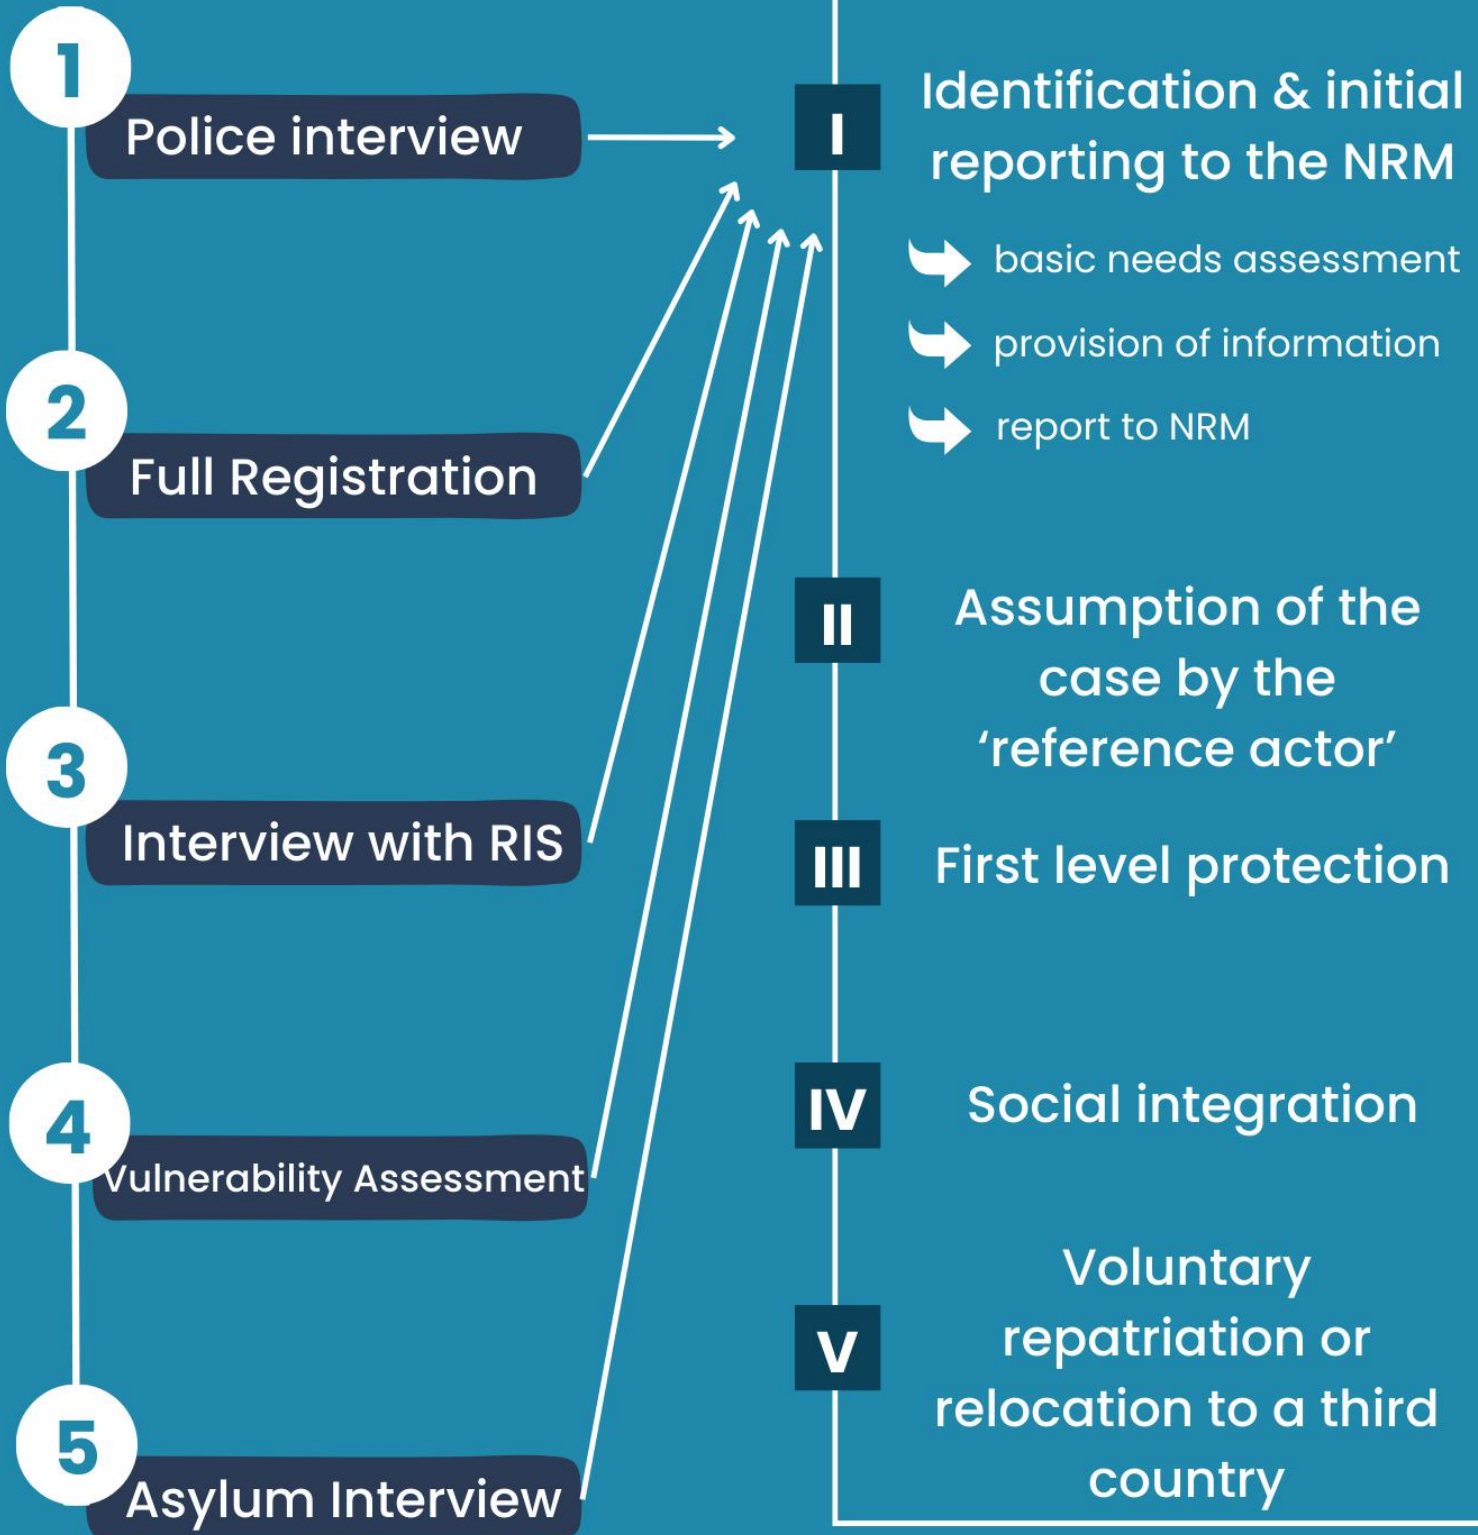 1
Police interview
2
Full Registration
3
Interview with RIS
4
Vulnerability Assessment
5
Asylum Interview
I
Identification & initial
reporting to the NRM
basic needs assessment
provision of information
report to NRM
II
Assumption of the
case by the
‘reference actor’
III
First level protection
IV
Social integration
V
Voluntary
repatriation or
relocation to a third
country